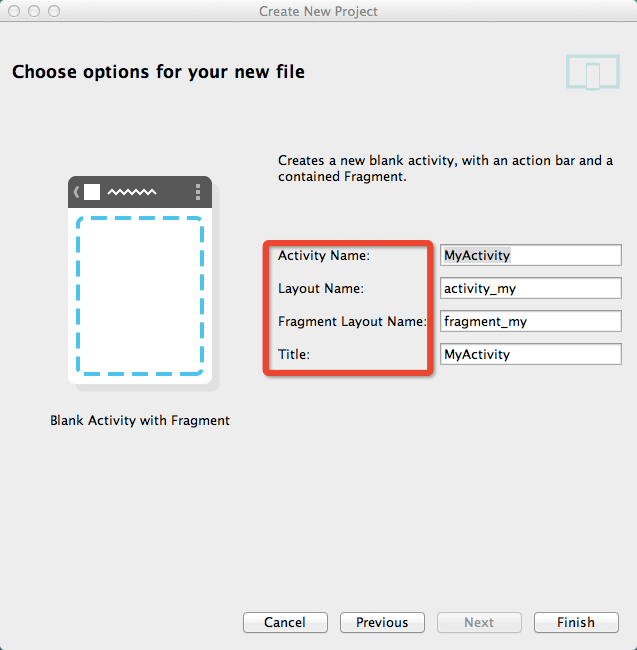 Create New Project
Choose options for your new file
Creates a new blank activity, with an action bar and a
contained Fragment.
Activity Name: MyActivity
Layout Name: activity_my
Fragment Layout Name: fragment_my
Title: MyActivity
Blank Activity with Fragment
Cancel Previous Next Finish